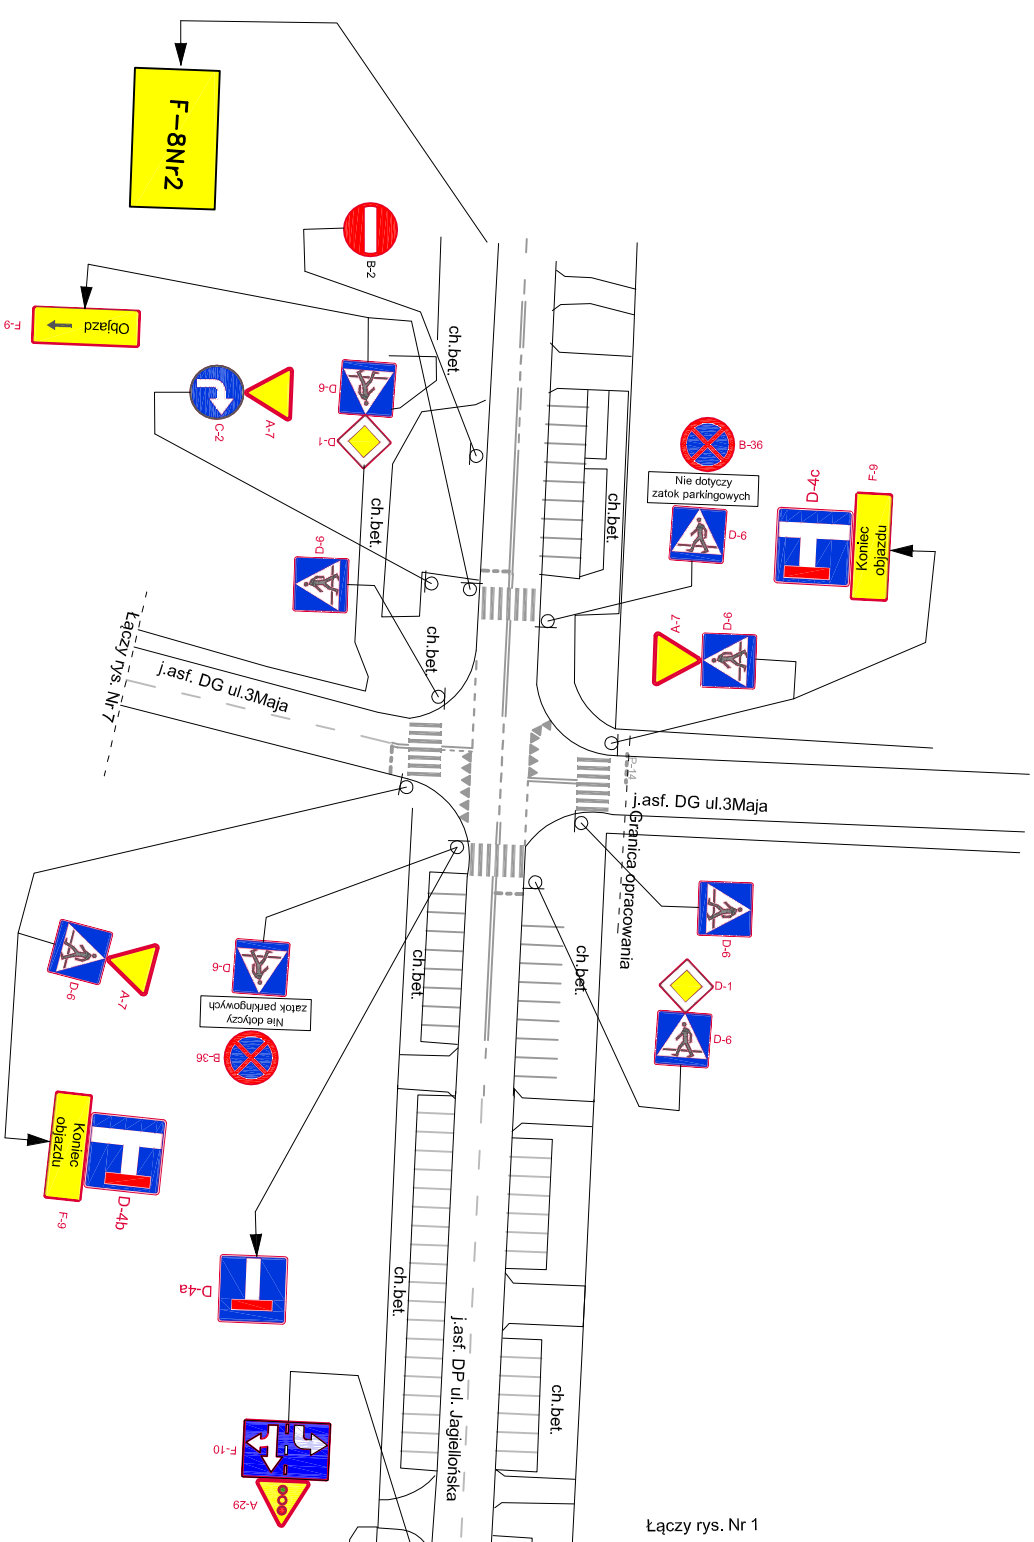 F-8Nr2
B-2
F-9
Objazd
ch.bet.
D-6
C-2
A-7
D-1
B-36
Nie dotyczy
zatok parkingowych
D-6
D-4c
F-9
Koniec
objazdu
ch.bet.
ch.bet.
D-6
A-7
D-6
ch.bet.
Łączy rys. Nr 7
j.asf. DG ul.3Maja
P-14
j.asf. DG ul.3Maja
Granica opracowania
D-6
A-7
D-6
Nie dotyczy
zatok parkingowych
B-36
ch.bet.
ch.bet.
D-6
D-1
D-6
Koniec
objazdu
F-9
D-4b
D-4a
ch.bet.
j.asf. DP ul. Jagiellońska
ch.bet.
F-10
A-29
Łączy rys. Nr 1